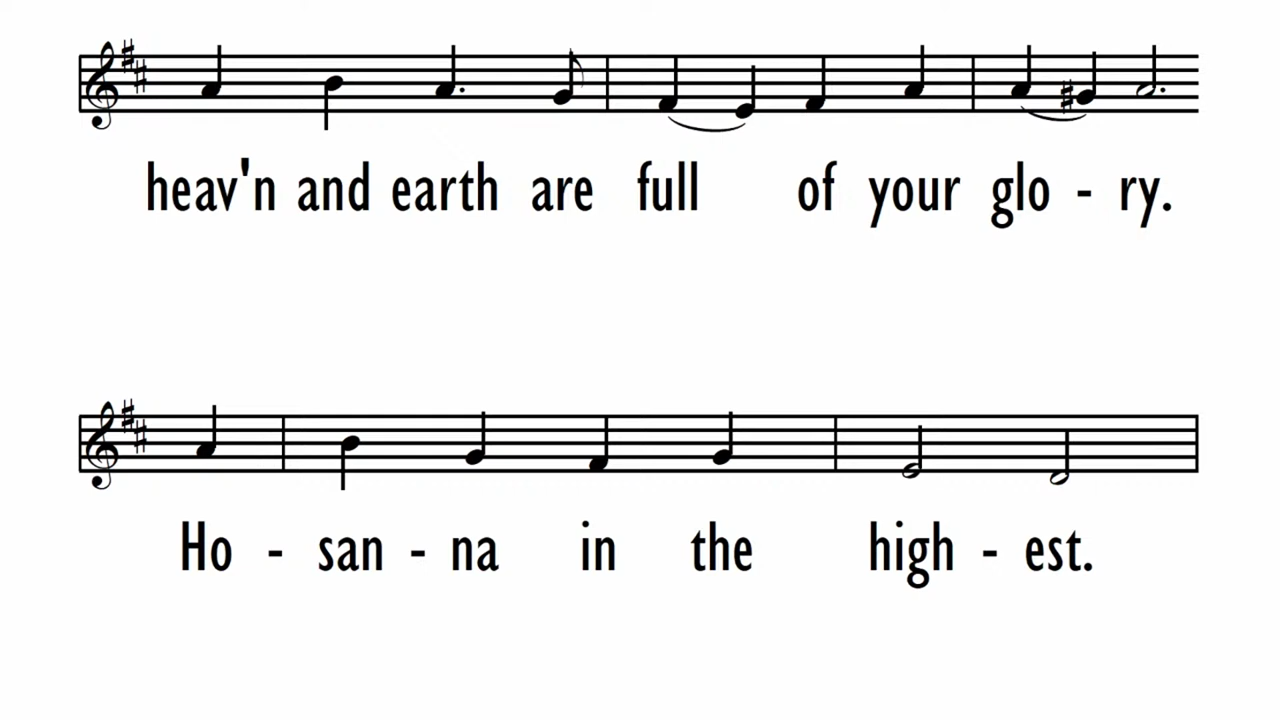 heav'n and earth are full of your glo - ry.
Ho - san - na in the high - est.